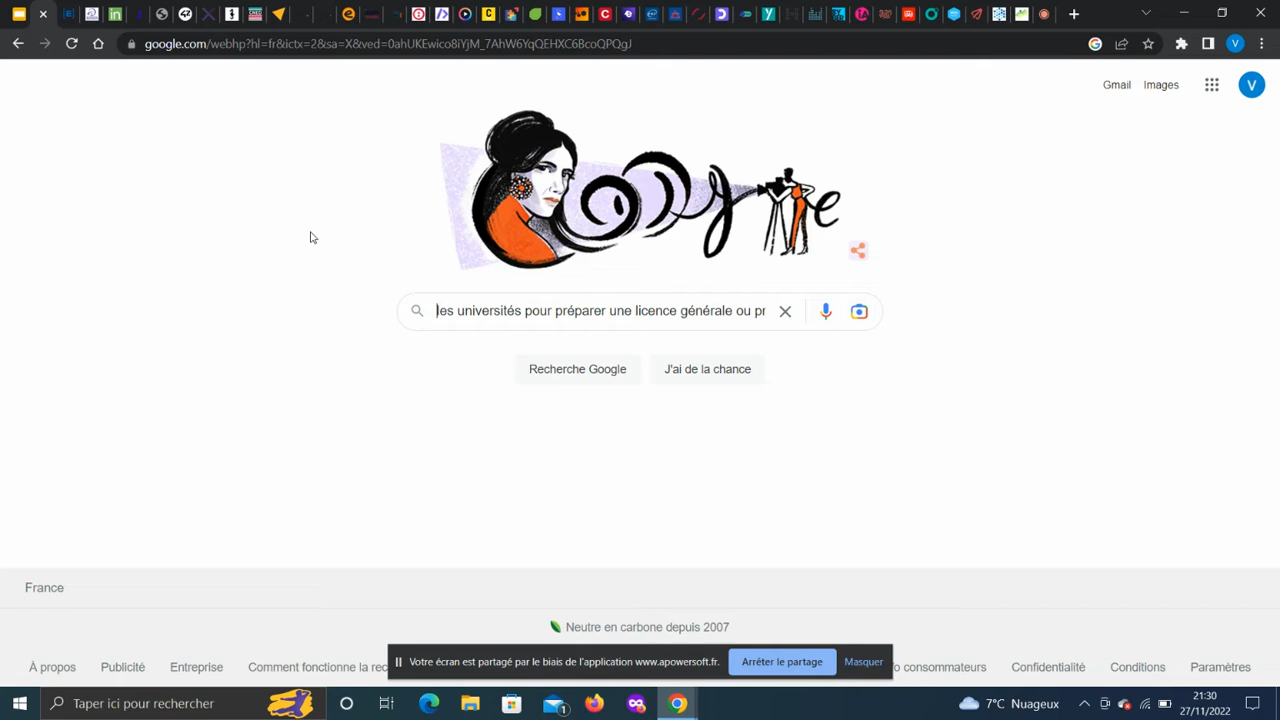 google.com/webhp?hl=fr&ictx=2&sa=X&ved=0ahUKEwico8iYjM_7AhW6YqQEHXC6BcoQPQgJ
V
Gmail
Images
V
Google
les universités pour préparer une licence générale ou pr
Recherche Google
J'ai de la chance
France
Neutre en carbone depuis 2007
Votre écran est partagé par le biais de l'application www.apowersoft.fr.
Arrêter le partage
Masquer
À propos
Publicité
Entreprise
Comment fonctionne la rec
o consommateurs
Confidentialité
Conditions
Paramètres
Taper ici pour rechercher
1
7°C Nuageux
21:30
27/11/2022